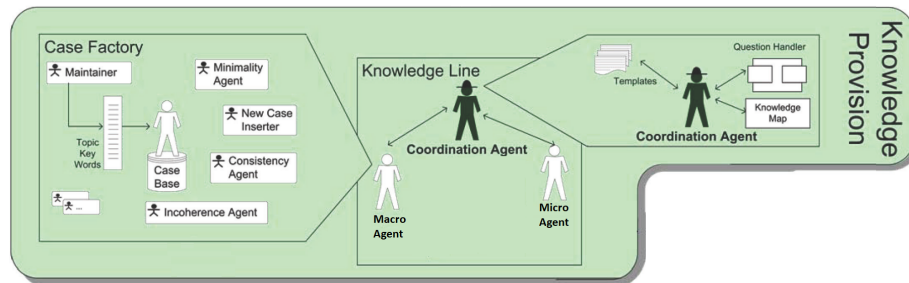 Case Factory
Maintainer
Minimality
Agent
New Case
Inserter
Topic
Key
Words
Case
Base
Consistency
Agent
...
Incoherence Agent
Knowledge Line
Coordination Agent
Macro
Agent
Micro
Agent
Templates
Question Handler
Knowledge
Map
Coordination Agent
Knowledge
Provision